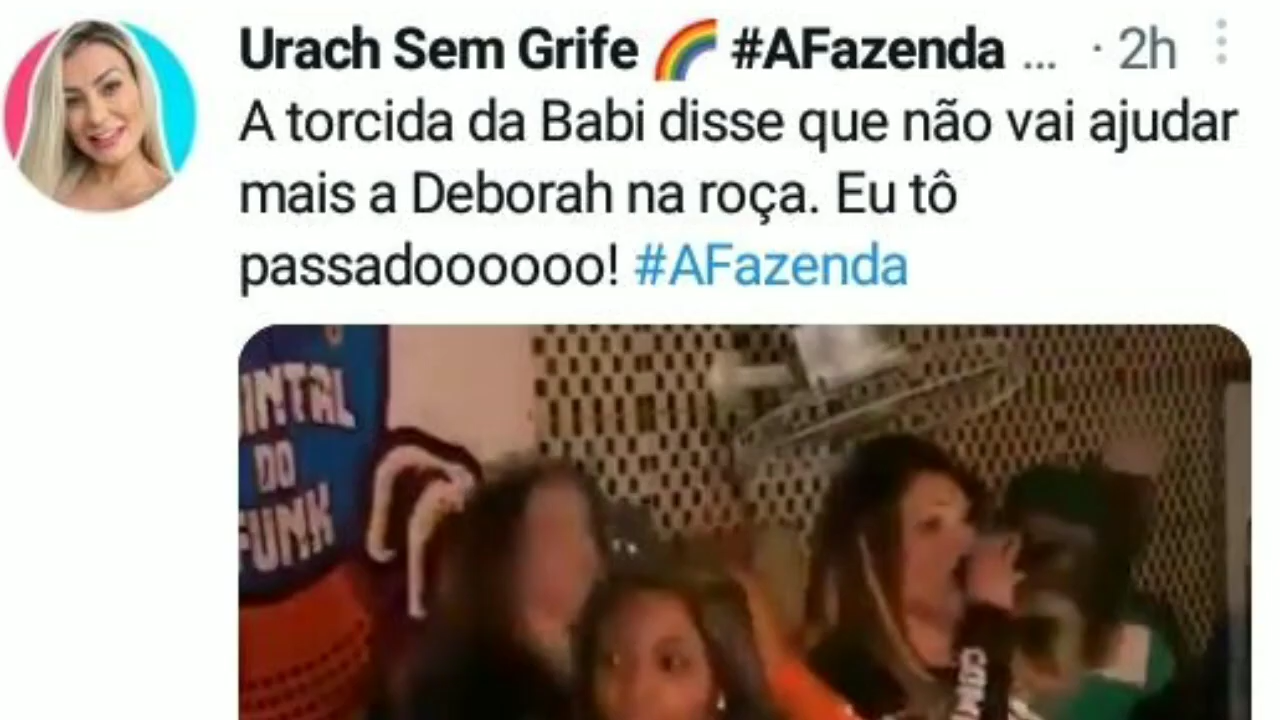 Urach Sem Grife 🌈 #AFazenda ... · 2h
A torcida da Babi disse que não vai ajudar
mais a Deborah na roça. Eu tô
passadoooooo! #AFazenda
DO
FUNK